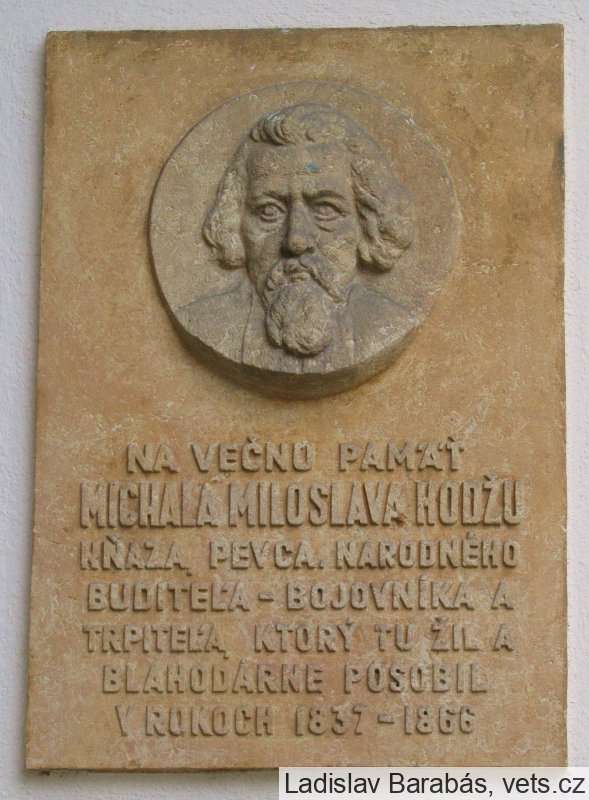 NA VEČNO PAMÄŤ
MICHALA MILOSLAVA HODŽU
KŇAZA, PEVCA, NÁRODNÉHO
BUDITEĽA - BOJOVNÍKA A
TRPITEĽA, KTORÝ TU ŽIL A
BLAHODÁRNE PÔSOBIL
V ROKOCH 1837 - 1866
Ladislav Barabás, vets.cz